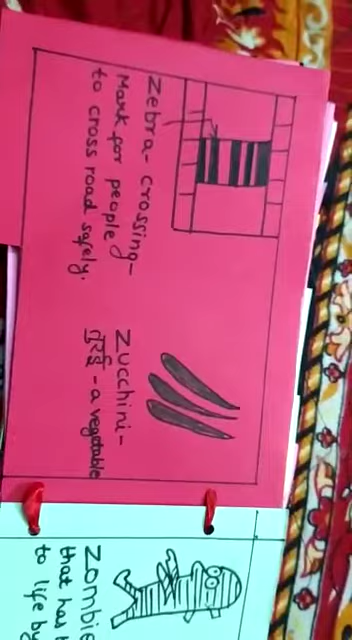 Zebra-crossing-
Mark for people
to cross road safely.
Zucchini-
तुरई - a vegetable
Zombie
that has
to life by